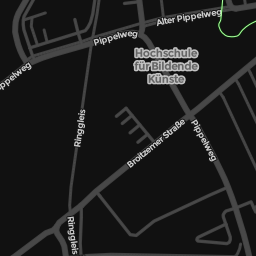 Alter Pippelweg
Pippelweg
Hochschule
für Bildende
Künste
Pippelweg
Ringgleis
Broitzemer Straße
Pippelweg
Ringgleis